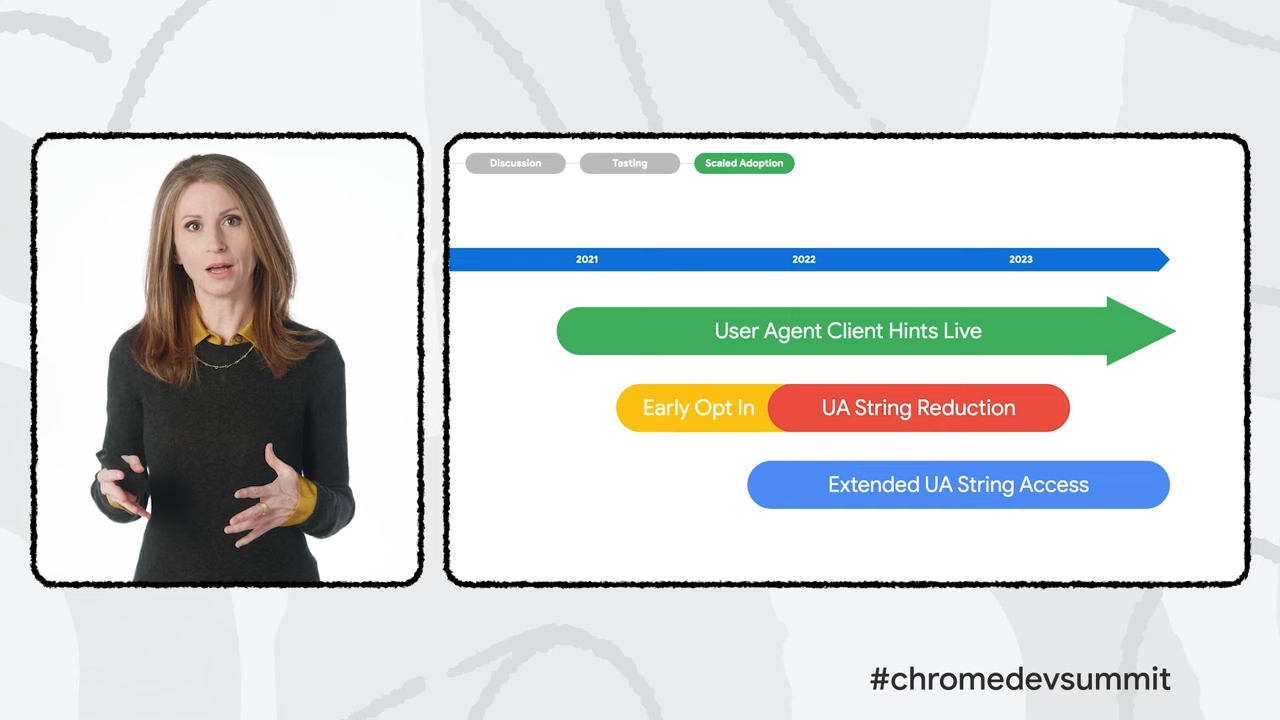 Discussion
Testing
Scaled Adoption
2021
2022
2023
User Agent Client Hints Live
Early Opt In
UA String Reduction
Extended UA String Access
#chromedevsummit